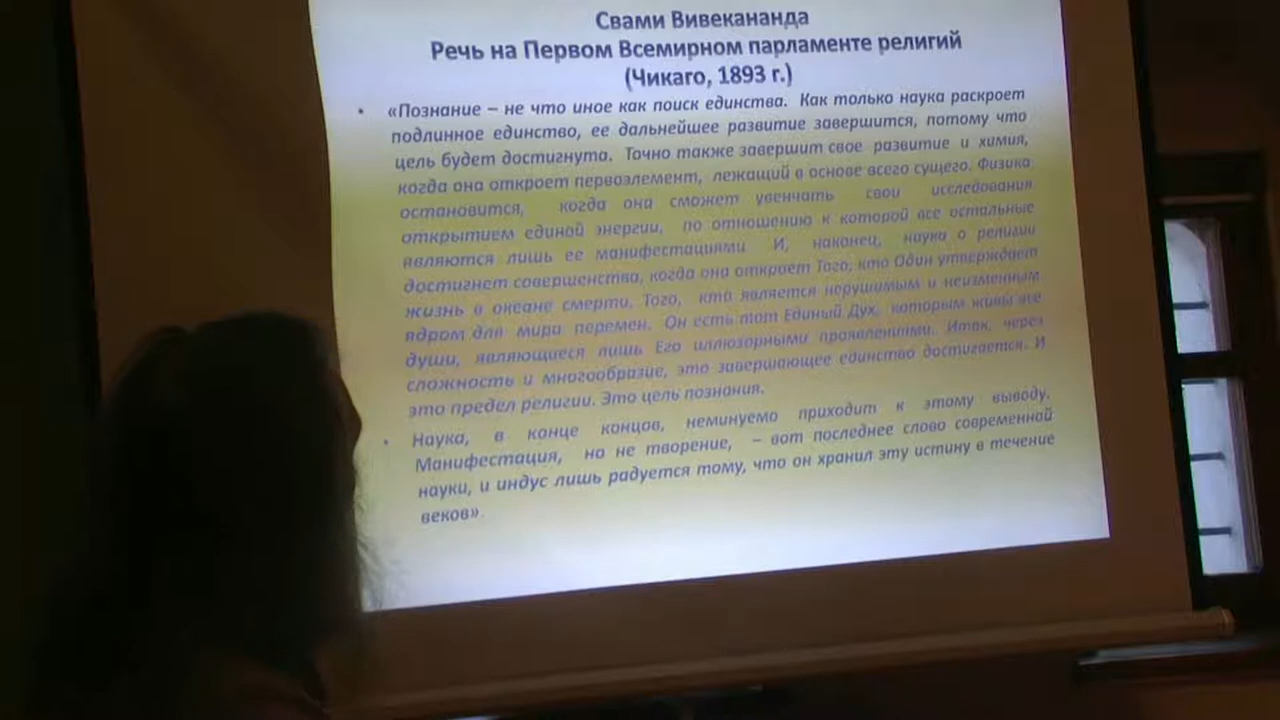 Свами Вивекананда
Речь на Первом Всемирном парламенте религий
(Чикаго, 1893 г.)
• «Познание – не что иное как поиск единства. Как только наука раскроет
подлинное единство, ее дальнейшее развитие завершится, потому что
цель будет достигнута. Точно также завершит свое развитие и химия,
когда она откроет первоэлемент, лежащий в основе всего сущего. Физика
остановится, когда она сможет увенчать свои исследования
открытием единой энергии, по отношению к которой все остальные
являются лишь ее манифестациями И, наконец, наука о религии
достигнет совершенства, когда она откроет Того, кто Один утверждает
жизнь в океане смерти, Того, кто является нерушимым и неизменным
ядром для мира перемен. Он есть тот Единый Дух, которым живы все
души, являющиеся лишь Его иллюзорными проявлениями. Итак, через
сложность и многообразие, это завершающее единство достигается. И
это предел религии. Это цель познания.
• Наука, в конце концов, неминуемо приходит к этому выводу.
Манифестация, но не творение, – вот последнее слово современной
науки, и индус лишь радуется тому, что он хранил эту истину в течение
веков».